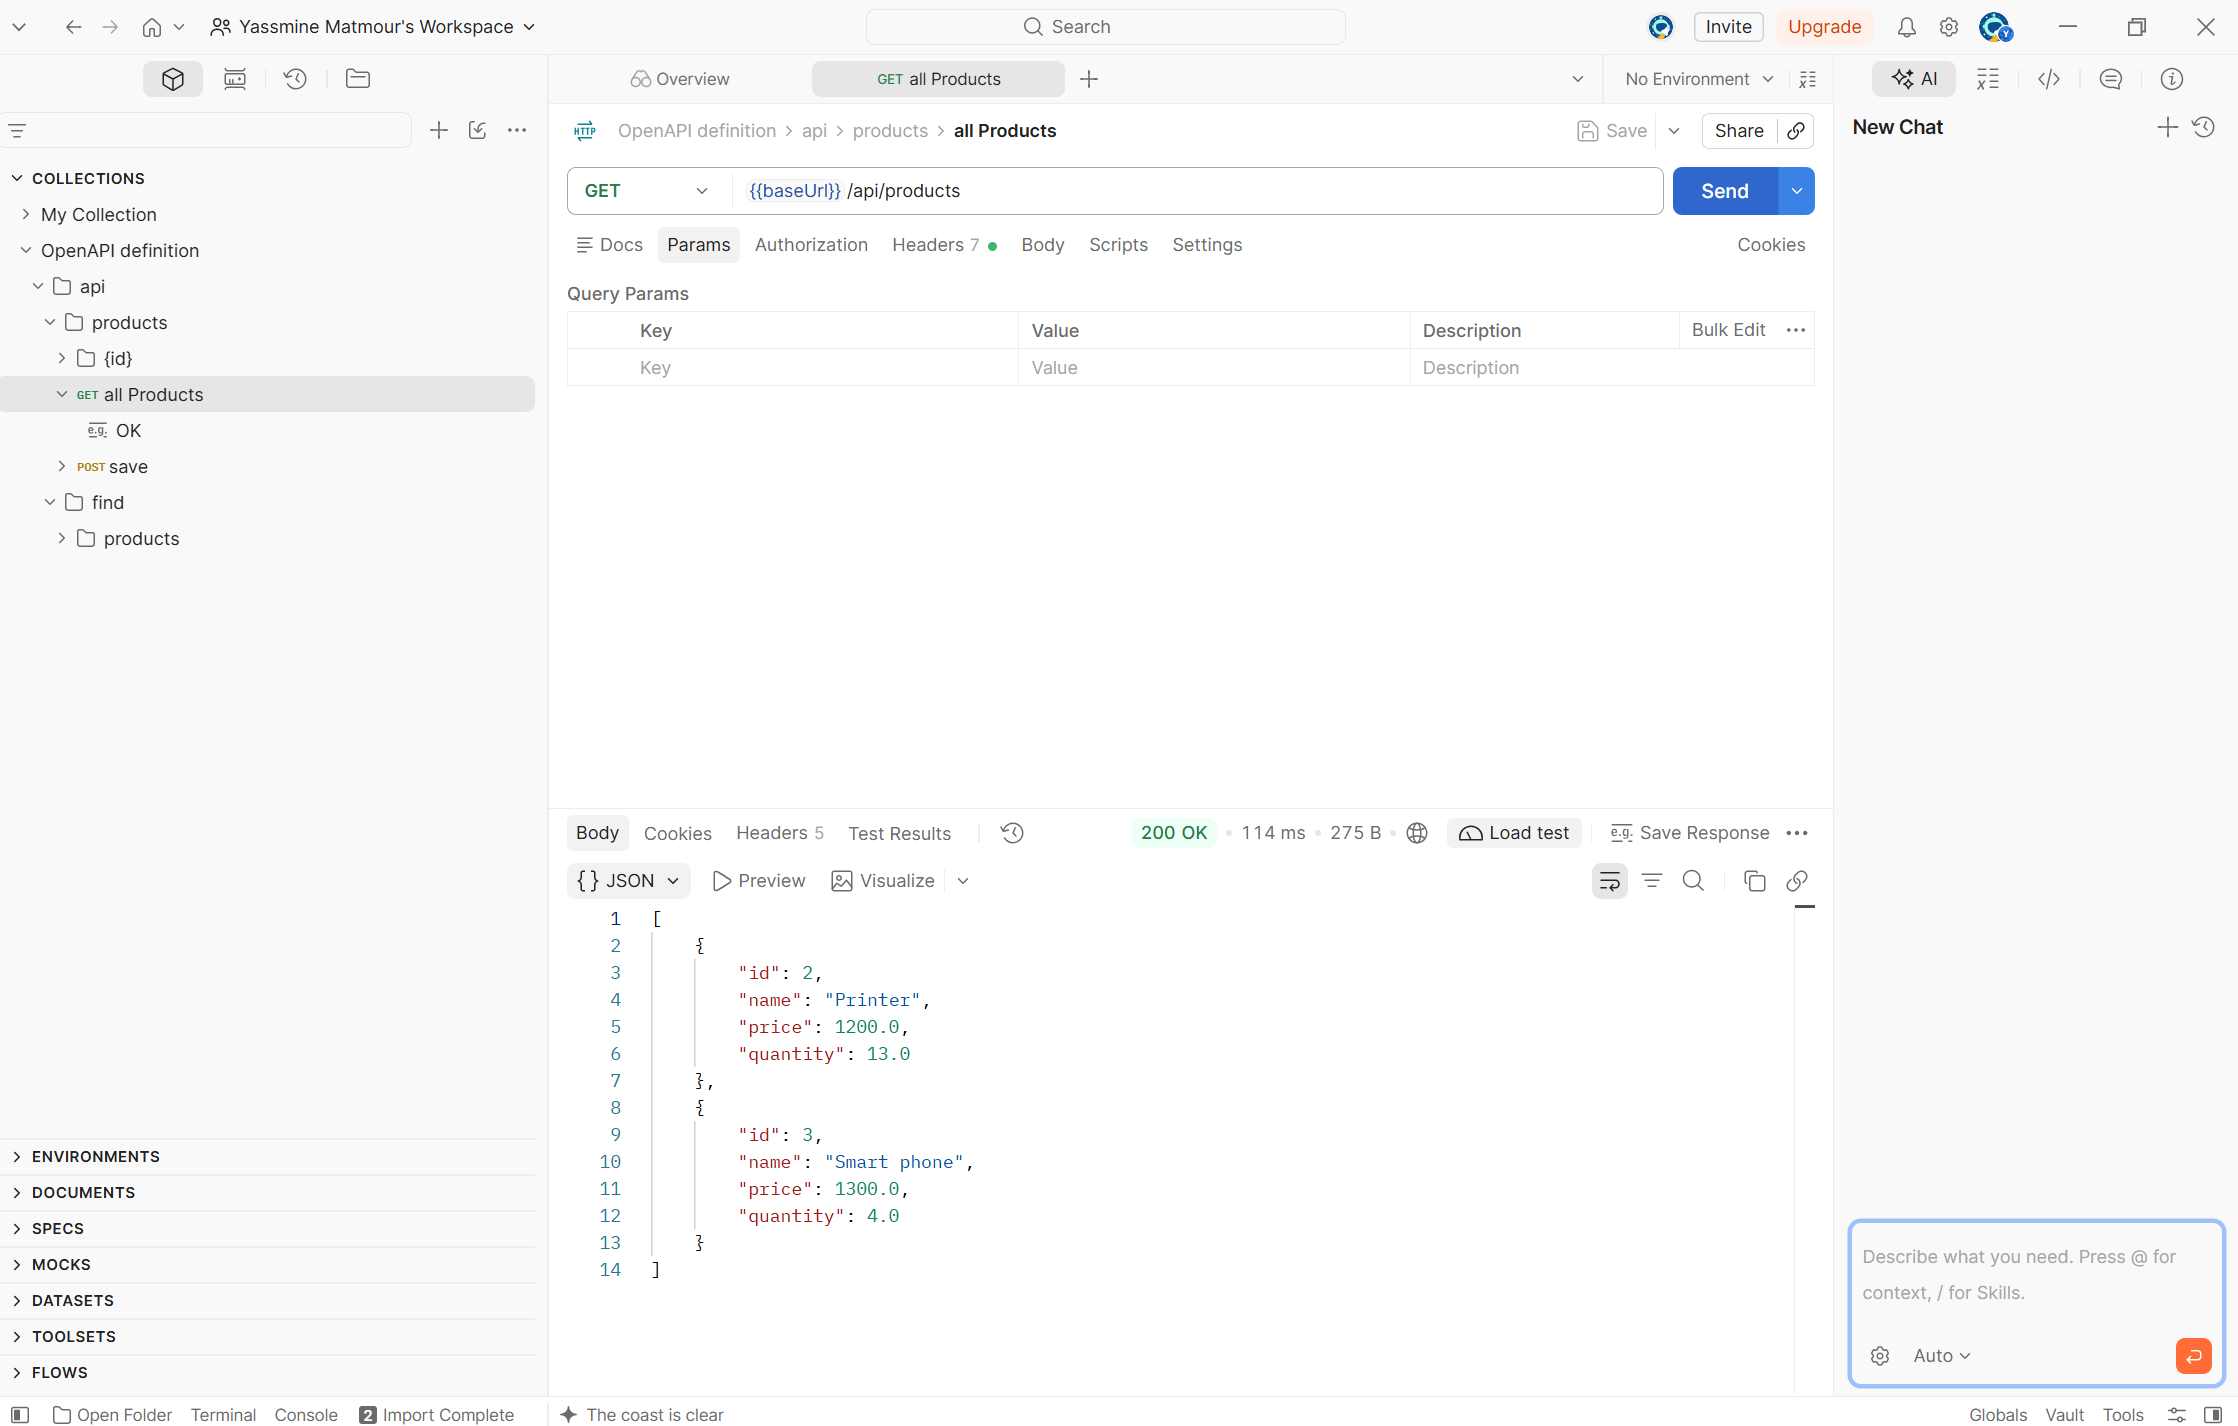 Yassmine Matmour's Workspace
Search
Invite
Upgrade
Y
Overview
GET all Products
No Environment
AI
OpenAPI definition > api > products > all Products
Save
Share
New Chat
COLLECTIONS
My Collection
OpenAPI definition
api
products
{id}
GET all Products
e.g. OK
POST save
find
products
HTTP
GET
{{baseUrl}} /api/products
Send
Docs
Params
Authorization
Headers 7
Body
Scripts
Settings
Cookies
Query Params
Key Value Description Bulk Edit
Key Value Description
Body
Cookies
Headers 5
Test Results
200 OK
114 ms
275 B
Load test
e.g. Save Response
{} JSON
Preview
Visualize
1 [
2 {
3 "id": 2,
4 "name": "Printer",
5 "price": 1200.0,
6 "quantity": 13.0
7 },
8 {
9 "id": 3,
10 "name": "Smart phone",
11 "price": 1300.0,
12 "quantity": 4.0
13 }
14 ]
ENVIRONMENTS
DOCUMENTS
SPECS
MOCKS
DATASETS
TOOLSETS
FLOWS
Describe what you need. Press @ for
context, / for Skills.
Auto
Open Folder
Terminal
Console
2 Import Complete
The coast is clear
Globals
Vault
Tools